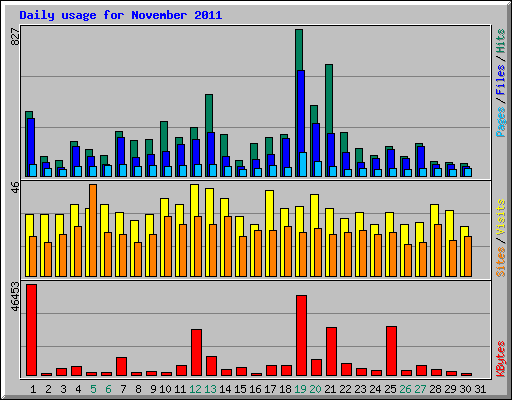 Daily usage for November 2011
827
Pages / Files / Hits
46
Sites / Visits
46453
KBytes
1 2 3 4 5 6 7 8 9 10 11 12 13 14 15 16 17 18 19 20 21 22 23 24 25 26 27 28 29 30 31